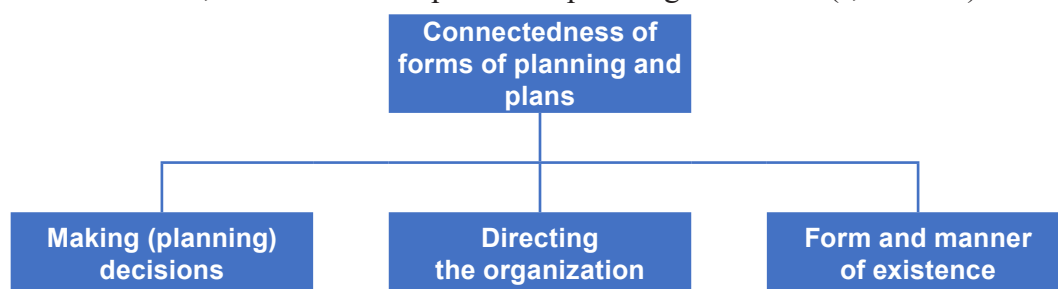 Connectedness of
forms of planning and
plans
Making (planning)
decisions
Directing
the organization
Form and manner
of existence